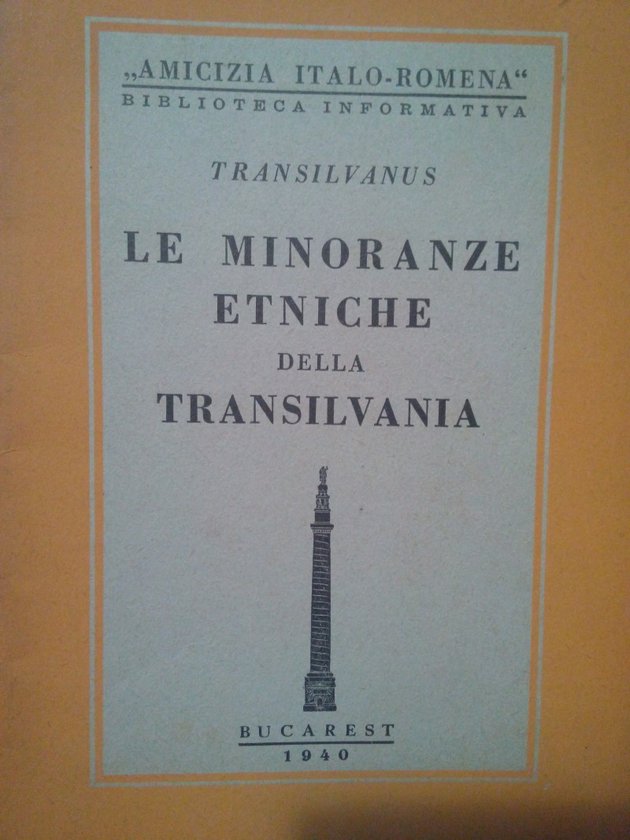 „AMICIZIA ITALO-ROMENA“
BIBLIOTECA INFORMATIVA
TRANSILVANUS
LE MINORANZE
ETNICHE
DELLA
TRANSILVANIA
BUCAREST
1940